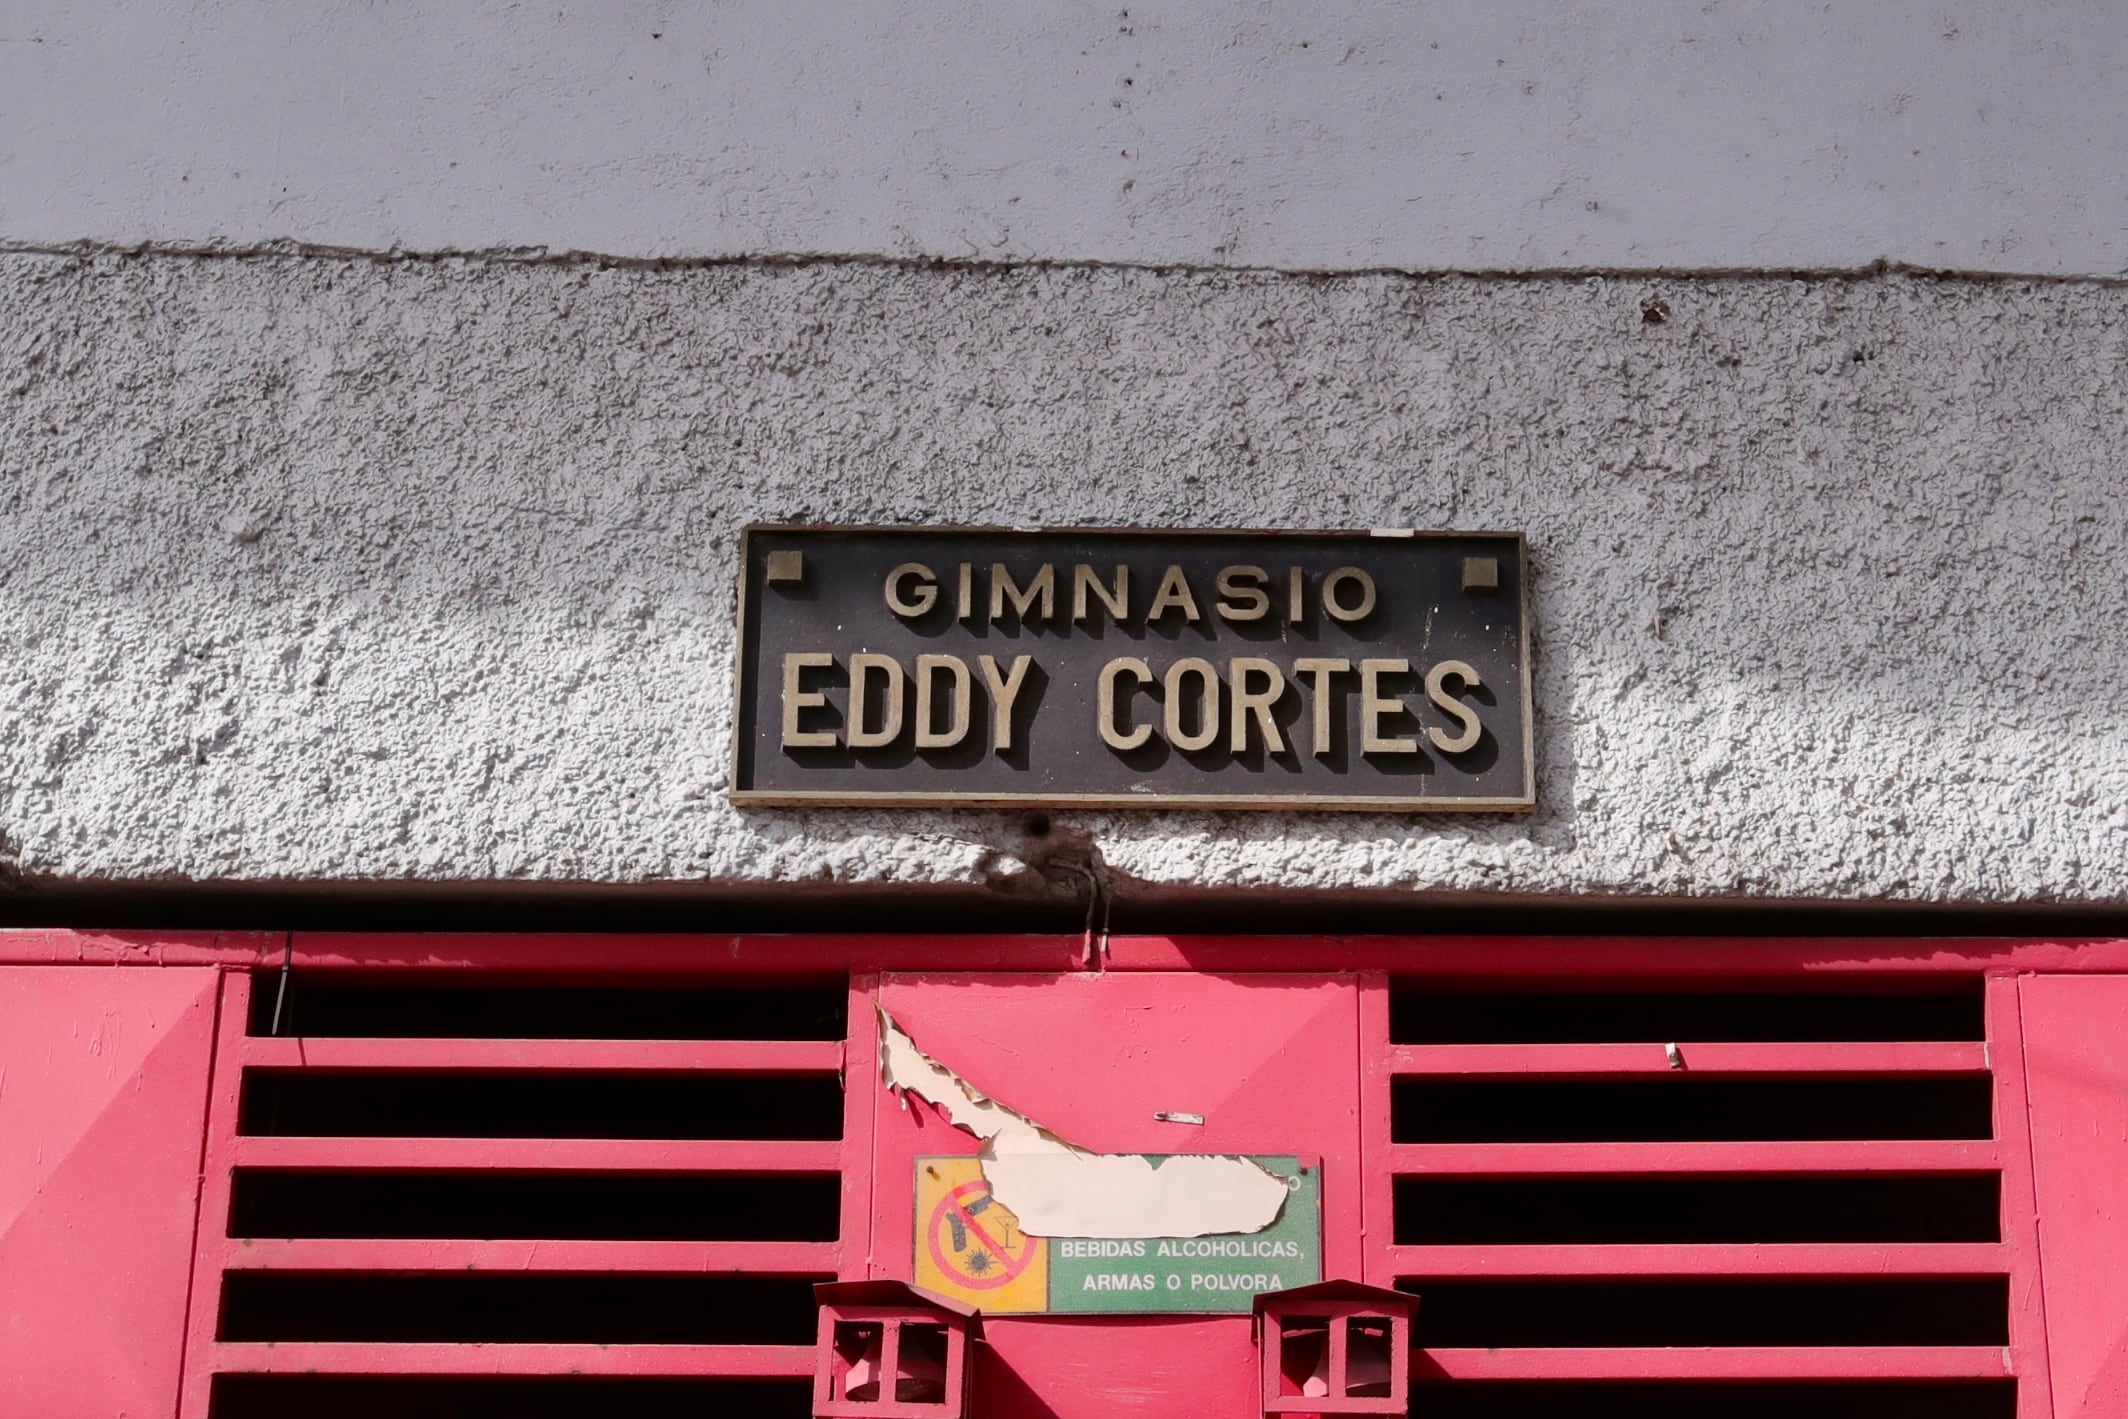 GIMNASIO
EDDY CORTES
BEBIDAS ALCOHOLICAS,
ARMAS O POLVORA